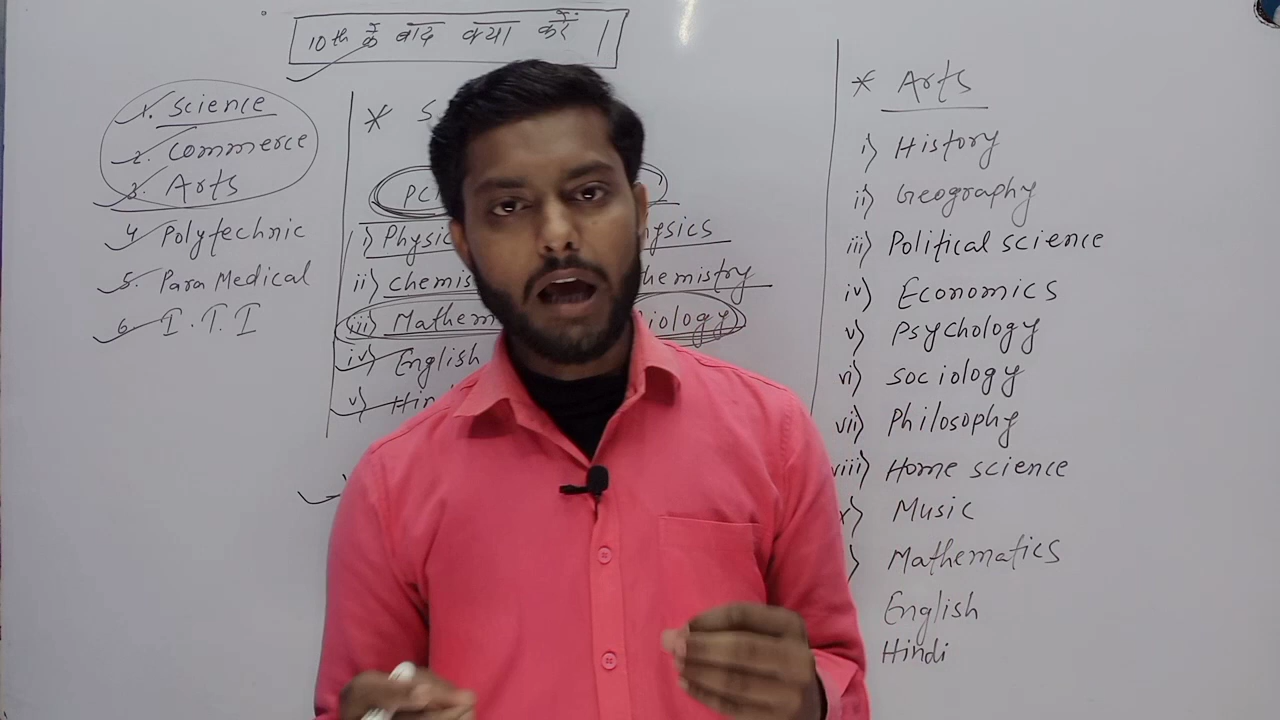 10th के बाद क्या करें।
1. Science
2. Commerce
3. Arts
4. Polytechnic
5. Para Medical
6. I.T.I
*
i) Physic
ii) chemis
hemistry
iii) Mathem
iology
iv) English
v) Hin
* Arts
i) History
ii) Geography
iii) Political science
iv) Economics
v) Psychology
vi) sociology
vii) Philosophy
viii) Home science
x) Music
) Mathematics
English
Hindi